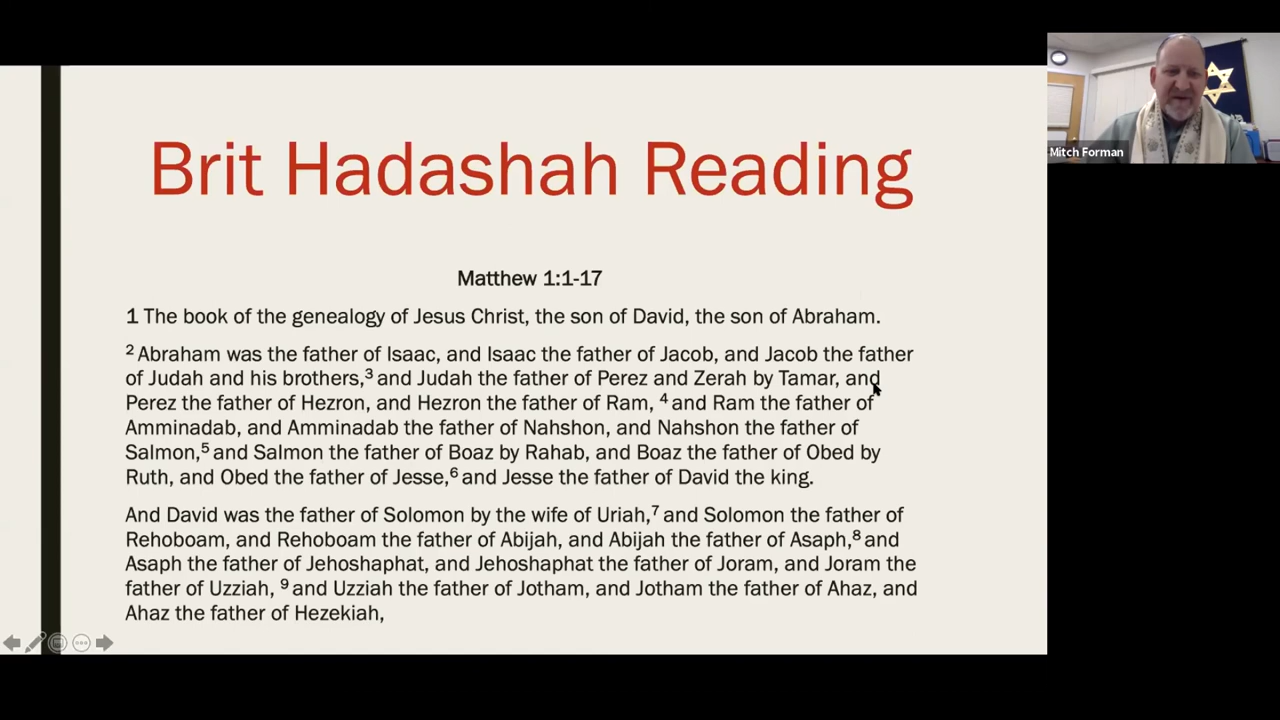 Brit Hadashah Reading
Matthew 1:1-17
1 The book of the genealogy of Jesus Christ, the son of David, the son of Abraham.
2 Abraham was the father of Isaac, and Isaac the father of Jacob, and Jacob the father
of Judah and his brothers,3 and Judah the father of Perez and Zerah by Tamar, and
Perez the father of Hezron, and Hezron the father of Ram, 4 and Ram the father of
Amminadab, and Amminadab the father of Nahshon, and Nahshon the father of
Salmon,5 and Salmon the father of Boaz by Rahab, and Boaz the father of Obed by
Ruth, and Obed the father of Jesse,6 and Jesse the father of David the king.
And David was the father of Solomon by the wife of Uriah,7 and Solomon the father of
Rehoboam, and Rehoboam the father of Abijah, and Abijah the father of Asaph,8 and
Asaph the father of Jehoshaphat, and Jehoshaphat the father of Joram, and Joram the
father of Uzziah, 9 and Uzziah the father of Jotham, and Jotham the father of Ahaz, and
Ahaz the father of Hezekiah,
Mitch Forman